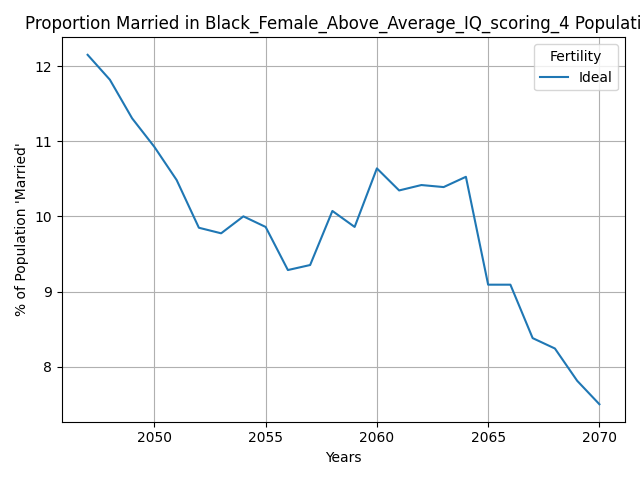 Proportion Married in Black_Female_Above_Average_IQ_scoring_4 Populati
Fertility
Ideal
12
11
10
9
8
% of Population 'Married'
2050 2055 2060 2065 2070
Years